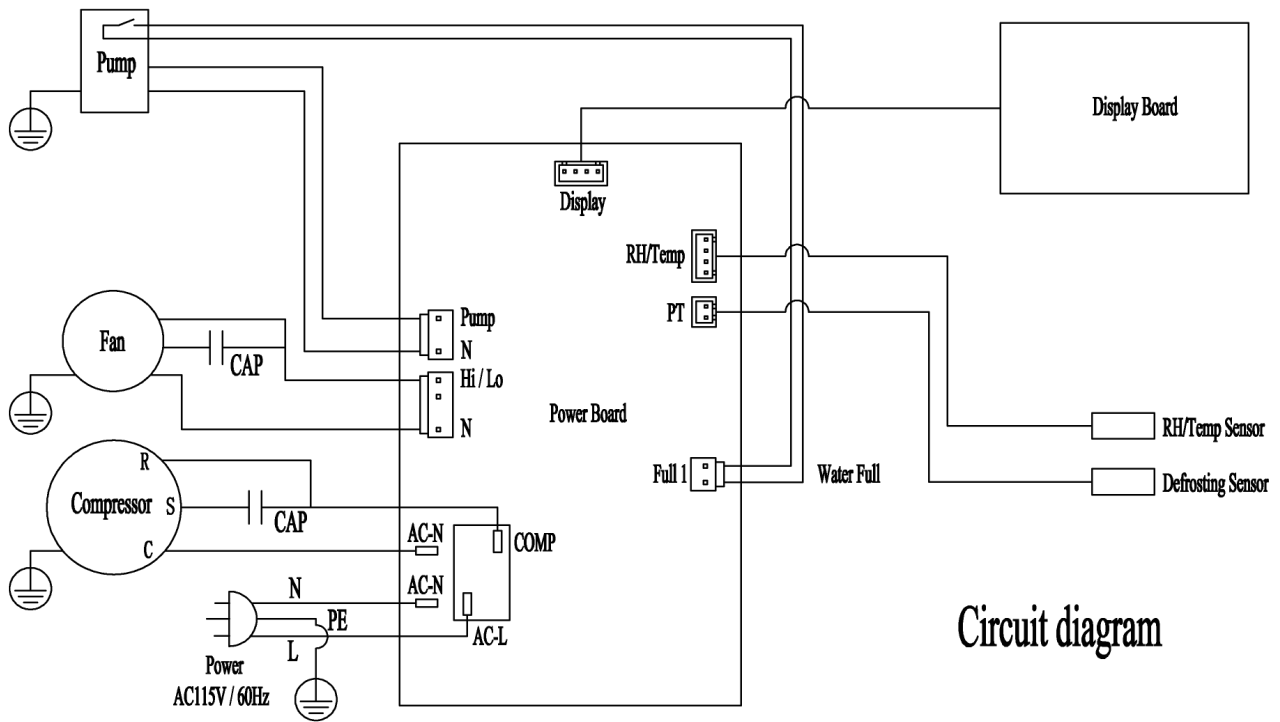 Pump
Display Board
Display
RH/Temp
PT
Pump
N
Fan
CAP
Hi / Lo
N
Power Board
RH/Temp Sensor
R
Full 1
Water Full
Compressor
S
Defrosting Sensor
CAP
C
AC-N
COMP
AC-N
N
PE
AC-L
L
Power
AC115V / 60Hz
Circuit diagram